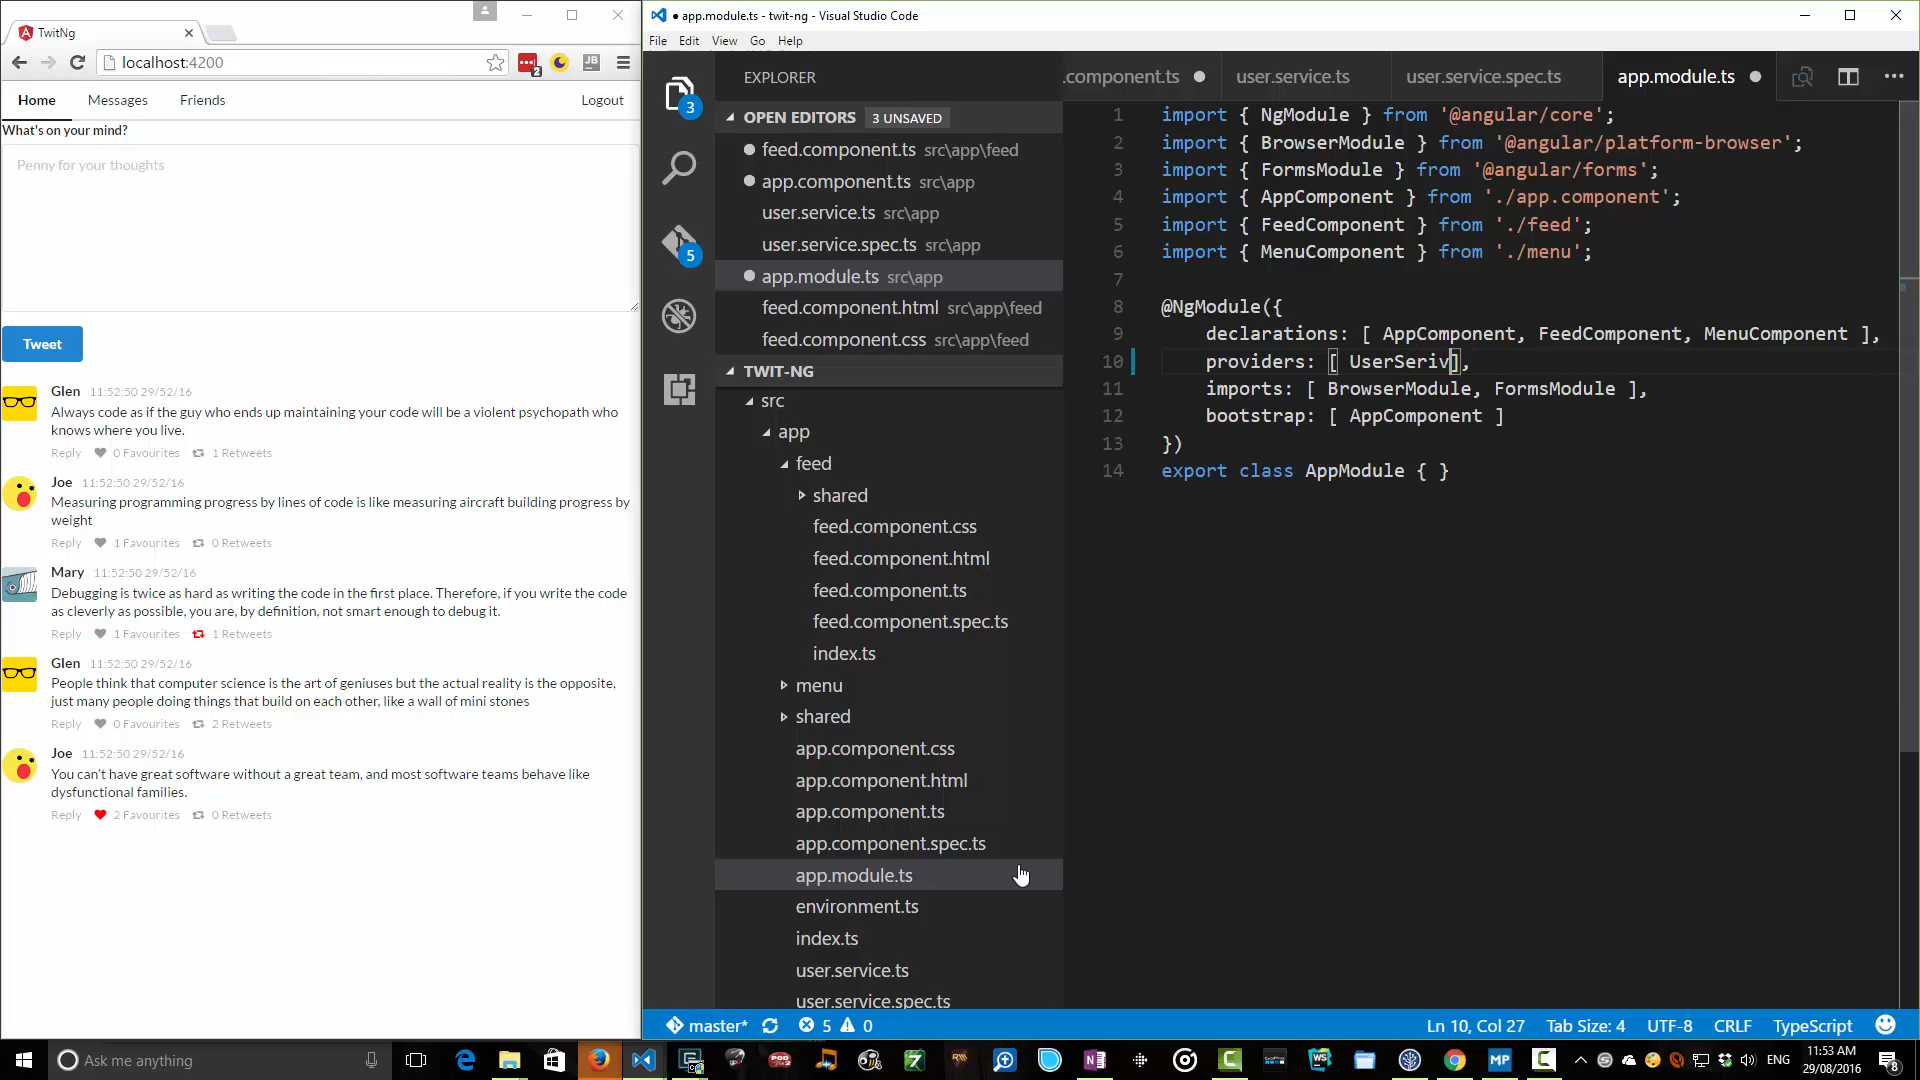 TwitNg
localhost:4200
2
JB
Home Messages Friends Logout
What's on your mind?
Penny for your thoughts
Tweet
Glen 11:52:50 29/52/16
Always code as if the guy who ends up maintaining your code will be a violent psychopath who
knows where you live.
Reply 0 Favourites 1 Retweets
Joe 11:52:50 29/52/16
Measuring programming progress by lines of code is like measuring aircraft building progress by
weight
Reply 1 Favourites 0 Retweets
Mary 11:52:50 29/52/16
Debugging is twice as hard as writing the code in the first place. Therefore, if you write the code
as cleverly as possible, you are, by definition, not smart enough to debug it.
Reply 1 Favourites 1 Retweets
Glen 11:52:50 29/52/16
People think that computer science is the art of geniuses but the actual reality is the opposite,
just many people doing things that build on each other, like a wall of mini stones
Reply 0 Favourites 2 Retweets
Joe 11:52:50 29/52/16
You can't have great software without a great team, and most software teams behave like
dysfunctional families.
Reply 2 Favourites 0 Retweets
● app.module.ts - twit-ng - Visual Studio Code
File Edit View Go Help
3
5
EXPLORER
OPEN EDITORS 3 UNSAVED
feed.component.ts src\app\feed
app.component.ts src\app
user.service.ts src\app
user.service.spec.ts src\app
app.module.ts src\app
feed.component.html src\app\feed
feed.component.css src\app\feed
TWIT-NG
src
app
feed
shared
feed.component.css
feed.component.html
feed.component.ts
feed.component.spec.ts
index.ts
menu
shared
app.component.css
app.component.html
app.component.ts
app.component.spec.ts
app.module.ts
environment.ts
index.ts
user.service.ts
user.service.spec.ts
.component.ts user.service.ts user.service.spec.ts app.module.ts
1 import { NgModule } from '@angular/core';
2 import { BrowserModule } from '@angular/platform-browser';
3 import { FormsModule } from '@angular/forms';
4 import { AppComponent } from './app.component';
5 import { FeedComponent } from './feed';
6 import { MenuComponent } from './menu';
7
8 @NgModule({
9 declarations: [ AppComponent, FeedComponent, MenuComponent ],
10 providers: [ UserSeriv],
11 imports: [ BrowserModule, FormsModule ],
12 bootstrap: [ AppComponent ]
13 })
14 export class AppModule { }
master* 5 0 Ln 10, Col 27 Tab Size: 4 UTF-8 CRLF TypeScript
Ask me anything
ENG
11:53 AM
29/08/2016
8